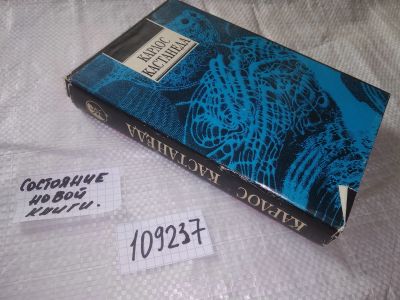 КАРЛОС
КАСТАНЕДА
КАРЛОС КАСТАНЕДА
СОСТОЯНИЕ
НОВОЙ
КНИГИ.
109237